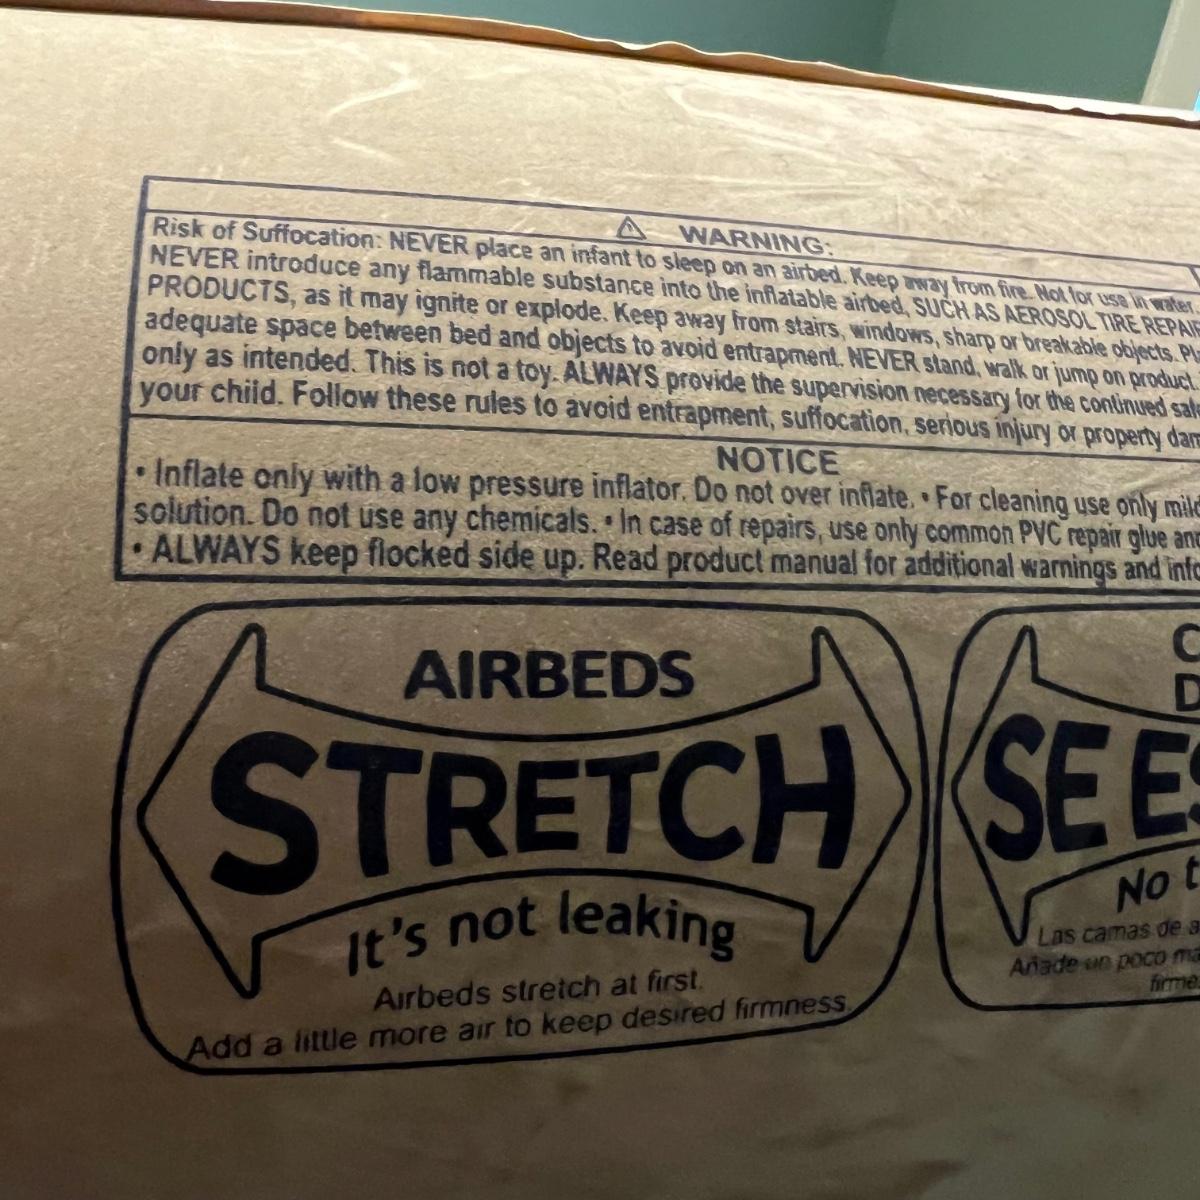 WARNING:
Risk of Suffocation: NEVER place an infant to sleep on an airbed. Keep away from fire. Not for use in water.
NEVER introduce any flammable substance into the inflatable airbed, SUCH AS AEROSOL TIRE REPAIR
PRODUCTS, as it may ignite or explode. Keep away from stairs, windows, sharp or breakable objects.
adequate space between bed and objects to avoid entrapment. NEVER stand, walk or jump on product.
only as intended. This is not a toy. ALWAYS provide the supervision necessary for the continued
your child. Follow these rules to avoid entrapment, suffocation, serious injury or property
NOTICE
• Inflate only with a low pressure inflator. Do not over inflate. • For cleaning use only mild
solution. Do not use any chemicals. • In case of repairs, use only common PVC repair glue
• ALWAYS keep flocked side up. Read product manual for additional warnings and
AIRBEDS
STRETCH
It's not leaking
Airbeds stretch at first.
Add a little more air to keep desired firmness.
SE
No
Las camas de
Añade un poco